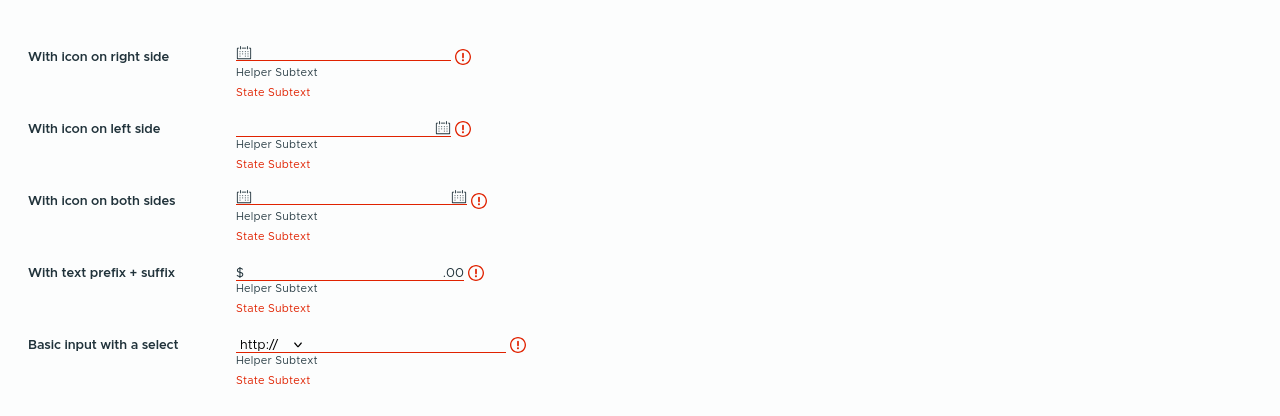 With icon on right side
Helper Subtext
State Subtext
With icon on left side
Helper Subtext
State Subtext
With icon on both sides
Helper Subtext
State Subtext
With text prefix + suffix $ .00
Helper Subtext
State Subtext
Basic input with a select http://
Helper Subtext
State Subtext